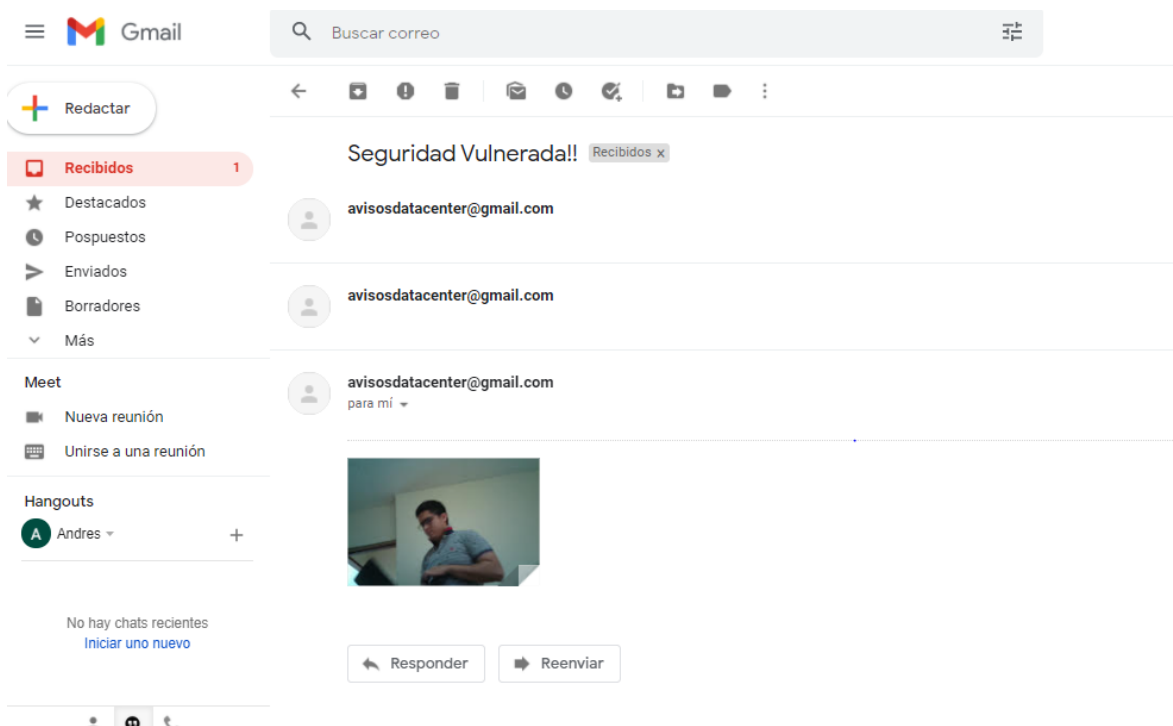 Gmail
Buscar correo
Redactar
Recibidos 1
Destacados
Pospuestos
Enviados
Borradores
Más
Meet
Nueva reunión
Unirse a una reunión
Hangouts
A Andres
No hay chats recientes
Iniciar uno nuevo
Seguridad Vulnerada!! Recibidos x
avisosdatacenter@gmail.com
avisosdatacenter@gmail.com
avisosdatacenter@gmail.com
para mí
Responder Reenviar